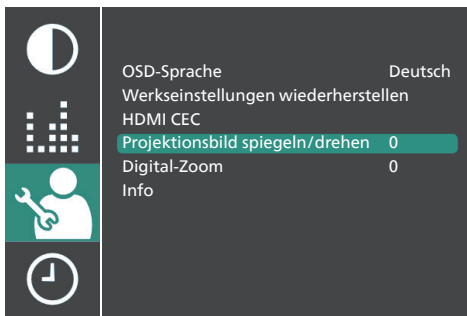 OSD-Sprache Deutsch
Werkseinstellungen wiederherstellen
HDMI CEC
Projektionsbild spiegeln/drehen 0
Digital-Zoom 0
Info